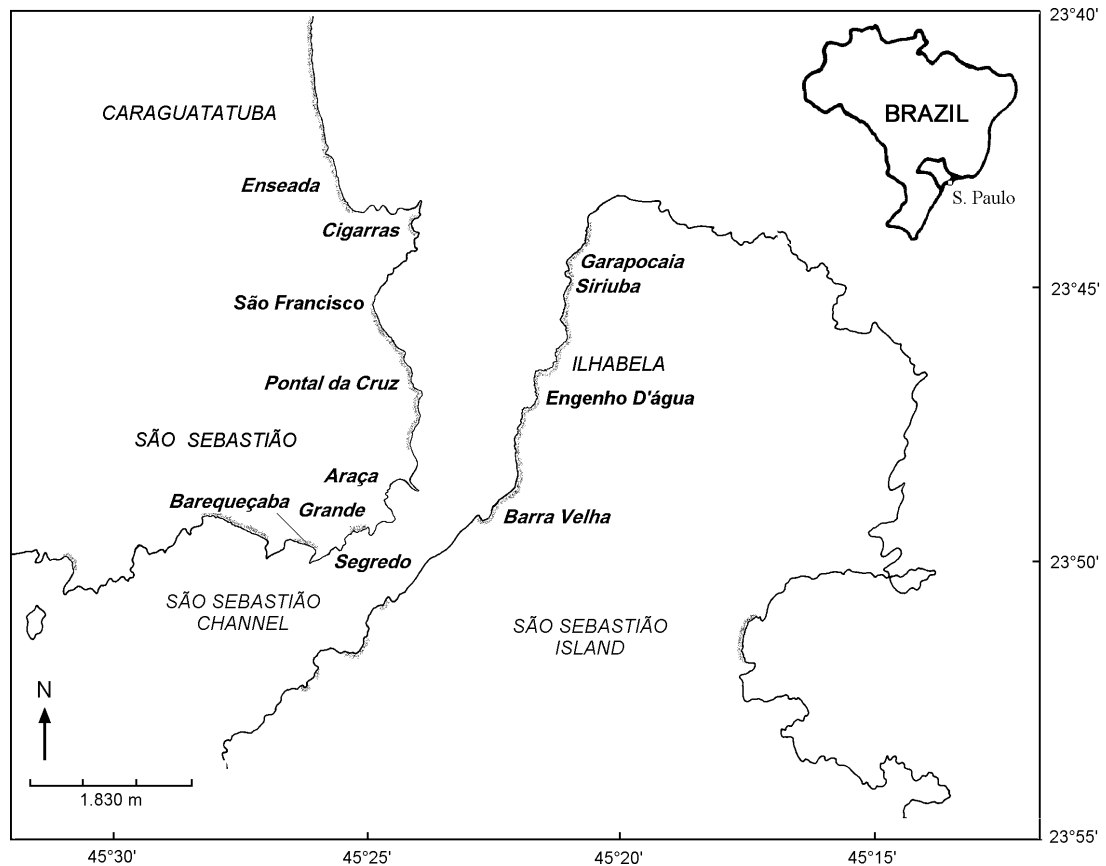 23°40'
CARAGUATATUBA
BRAZIL
Enseada
S. Paulo
Cigarras
Garapocaia
Siriuba
23°45'
São Francisco
ILHABELA
Pontal da Cruz
Engenho D'água
SÃO SEBASTIÃO
Araça
Barequeçaba
Grande
Barra Velha
Segredo
23°50'
SÃO SEBASTIÃO
CHANNEL
SÃO SEBASTIÃO
ISLAND
N
1.830 m
23°55'
45°30'
45°25'
45°20'
45°15'